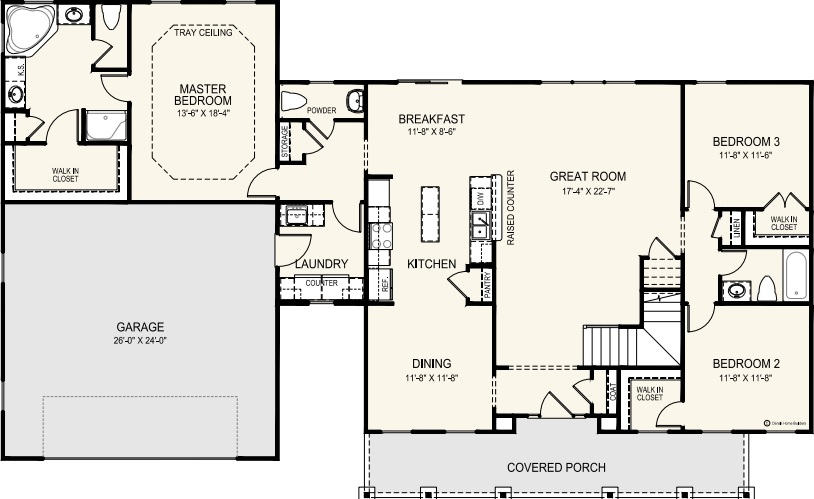 TRAY CEILING
K.S.
MASTER
BEDROOM
13'-6" X 18'-4"
WALK IN
CLOSET
POWDER
STORAGE
BREAKFAST
11'-8" X 8'-6"
GREAT ROOM
17'-4" X 22'-7"
BEDROOM 3
11'-8" X 11'-6"
WALK IN
CLOSET
LINEN
D/W
RAISED COUNTER
LAUNDRY
COUNTER
KITCHEN
REF.
PANTRY
GARAGE
26'-0" X 24'-0"
DINING
11'-8" X 11'-8"
BEDROOM 2
11'-8" X 11'-8"
COAT
WALK IN
CLOSET
COVERED PORCH